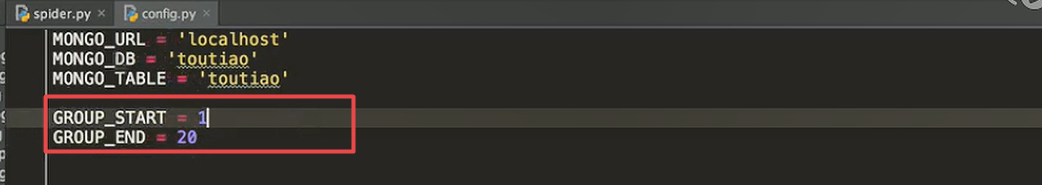 spider.py × config.py ×
MONGO_URL = 'localhost'
MONGO_DB = 'toutiao'
MONGO_TABLE = 'toutiao'
GROUP_START = 1
GROUP_END = 20